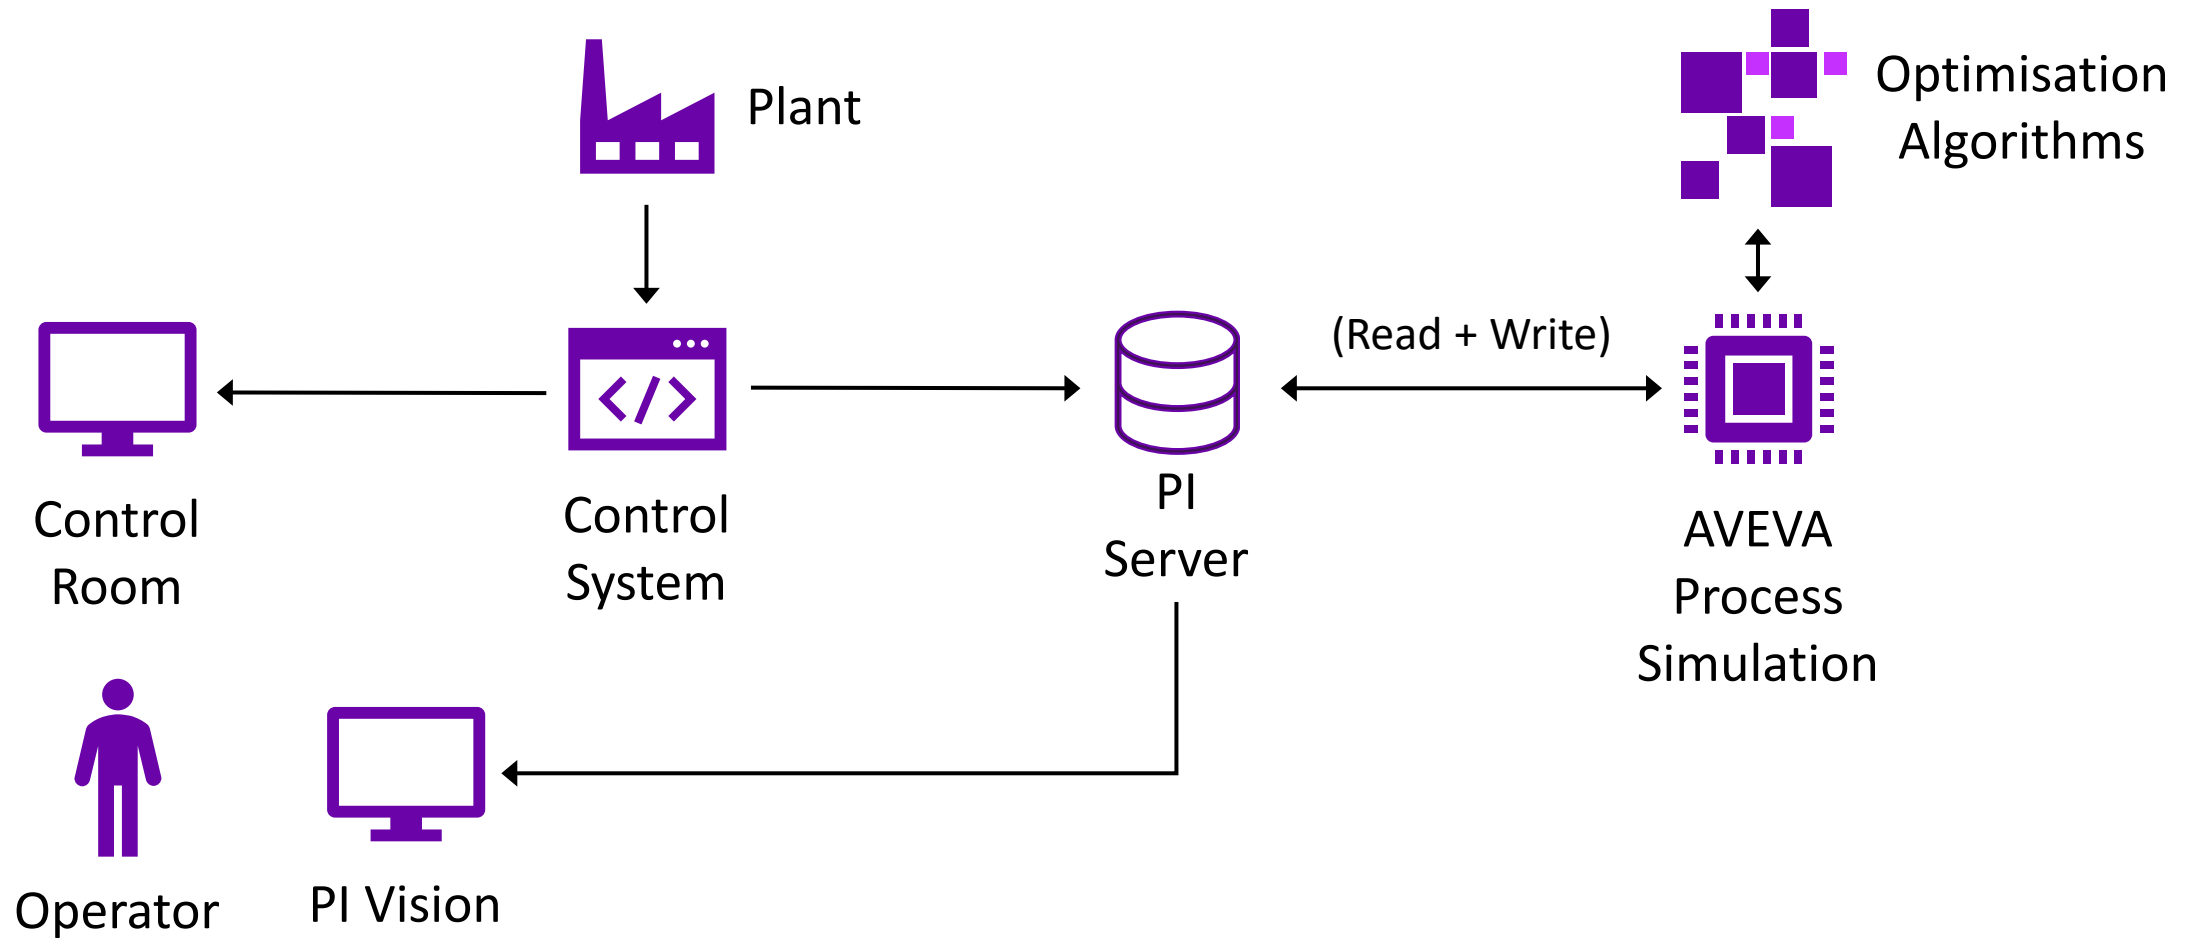 Plant
Optimisation
Algorithms
(Read + Write)
Control
Room
Control
System
PI
Server
AVEVA
Process
Simulation
Operator
PI Vision